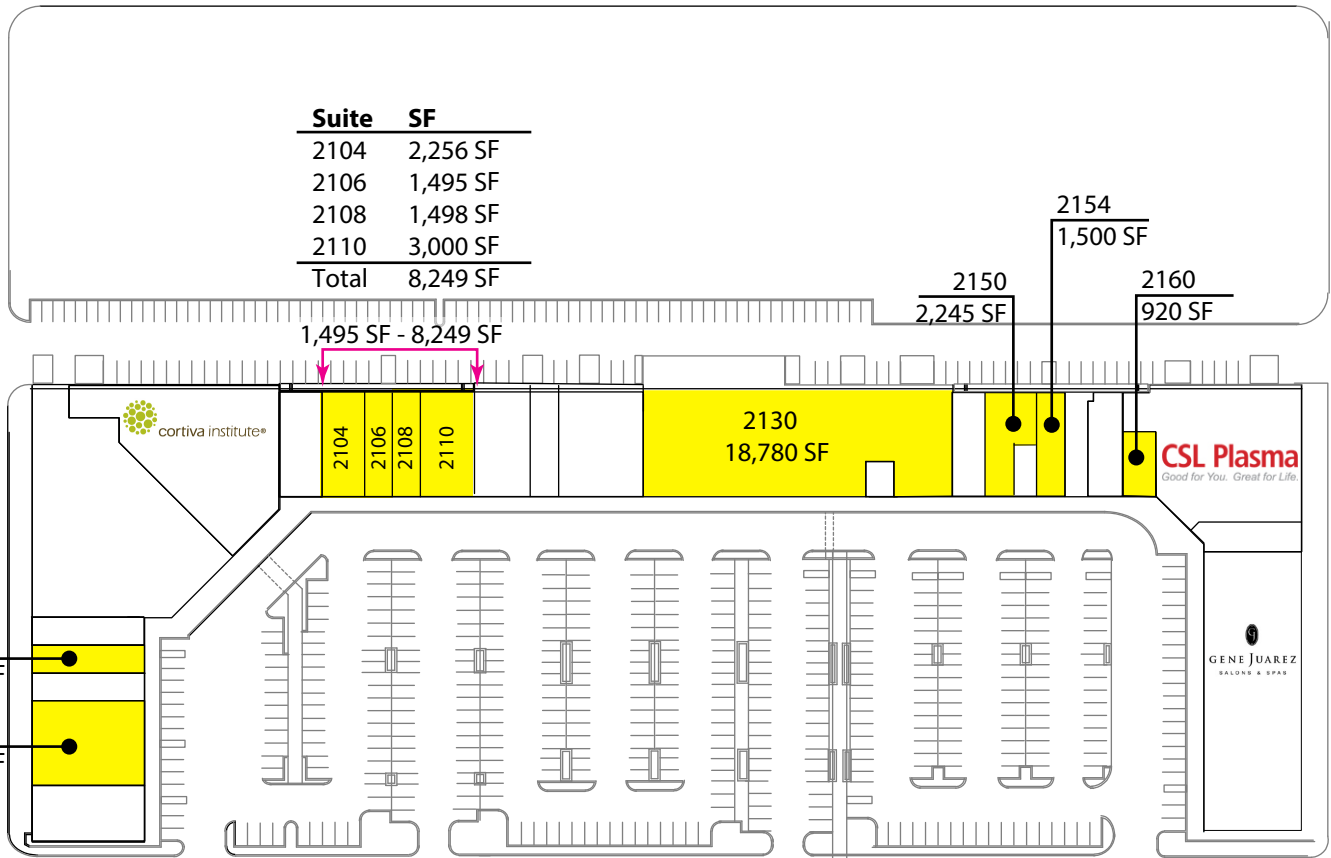 Suite SF
2104 2,256 SF
2106 1,495 SF
2108 1,498 SF
2110 3,000 SF
Total 8,249 SF
1,495 SF - 8,249 SF
2154
1,500 SF
2150
2,245 SF
2160
920 SF
cortiva institute®
2104
2106
2108
2110
2130
18,780 SF
CSL Plasma
Good for You. Great for Life.
GENE JUAREZ
SALONS & SPAS